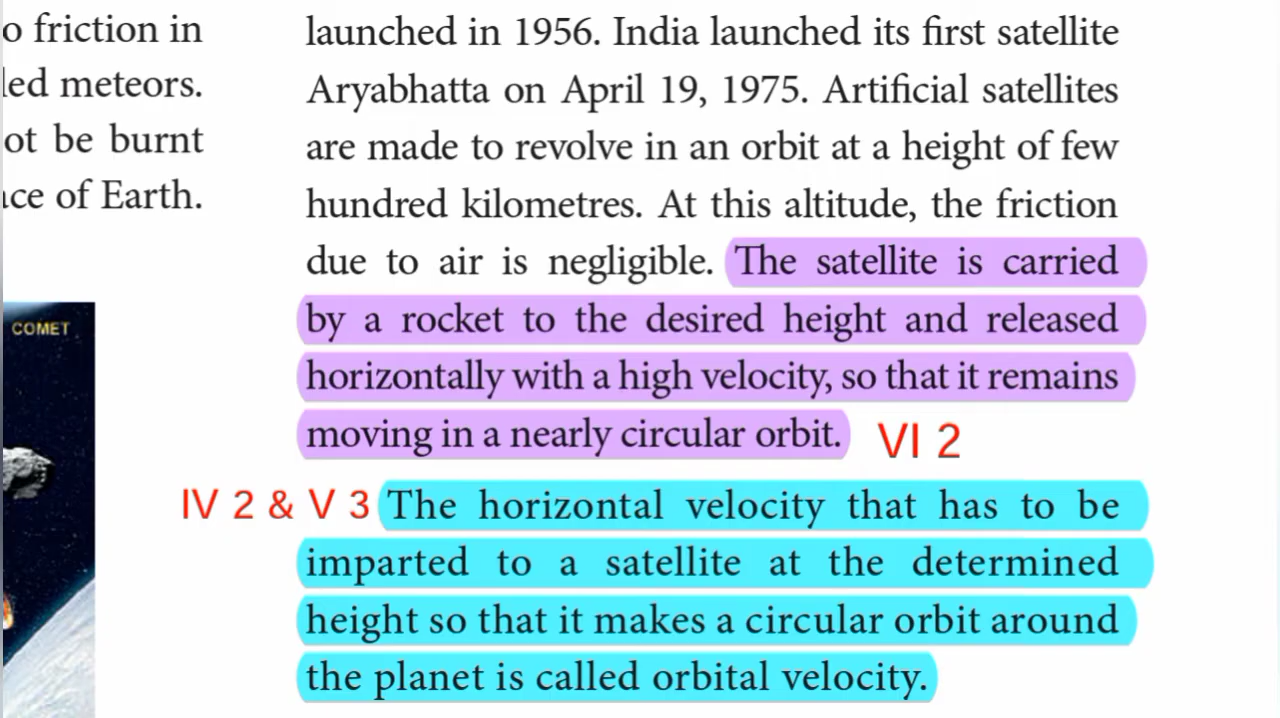 o friction in
led meteors.
ot be burnt
ce of Earth.
COMET
launched in 1956. India launched its first satellite
Aryabhatta on April 19, 1975. Artificial satellites
are made to revolve in an orbit at a height of few
hundred kilometres. At this altitude, the friction
due to air is negligible. The satellite is carried
by a rocket to the desired height and released
horizontally with a high velocity, so that it remains
moving in a nearly circular orbit. VI 2
IV 2 & V 3 The horizontal velocity that has to be
imparted to a satellite at the determined
height so that it makes a circular orbit around
the planet is called orbital velocity.